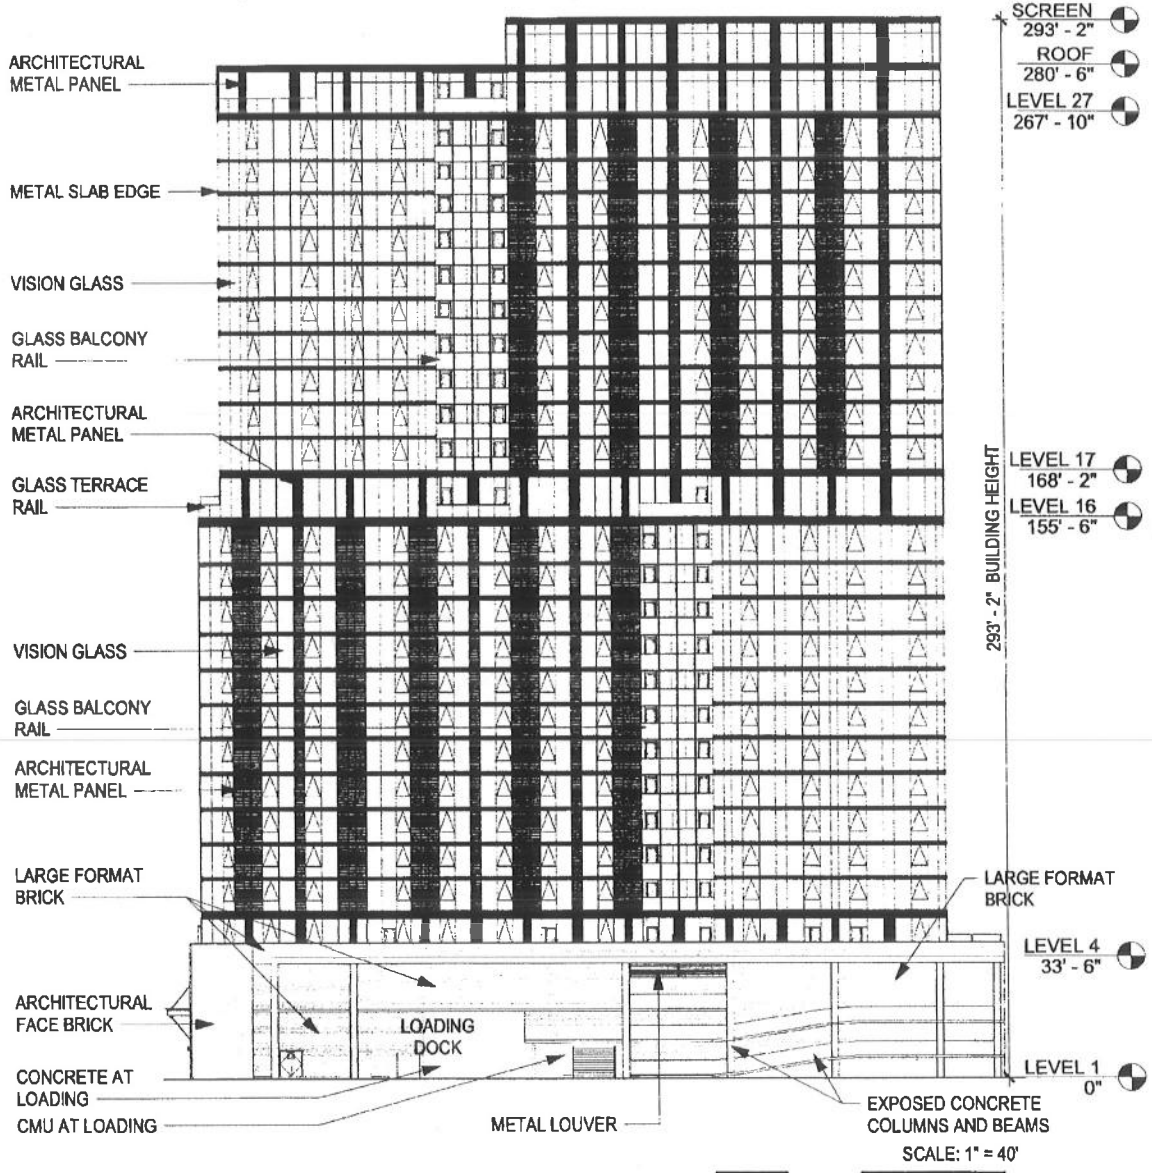 SCREEN
293' - 2"
ROOF
280' - 6"
LEVEL 27
267' - 10"
ARCHITECTURAL
METAL PANEL
METAL SLAB EDGE
VISION GLASS
GLASS BALCONY
RAIL
ARCHITECTURAL
METAL PANEL
GLASS TERRACE
RAIL
LEVEL 17
168' - 2"
LEVEL 16
155' - 6"
293' - 2" BUILDING HEIGHT
VISION GLASS
GLASS BALCONY
RAIL
ARCHITECTURAL
METAL PANEL
LARGE FORMAT
BRICK
LARGE FORMAT
BRICK
LEVEL 4
33' - 6"
ARCHITECTURAL
FACE BRICK
LOADING
DOCK
CONCRETE AT
LOADING
CMU AT LOADING
METAL LOUVER
EXPOSED CONCRETE
COLUMNS AND BEAMS
LEVEL 1
0"
SCALE: 1" = 40'